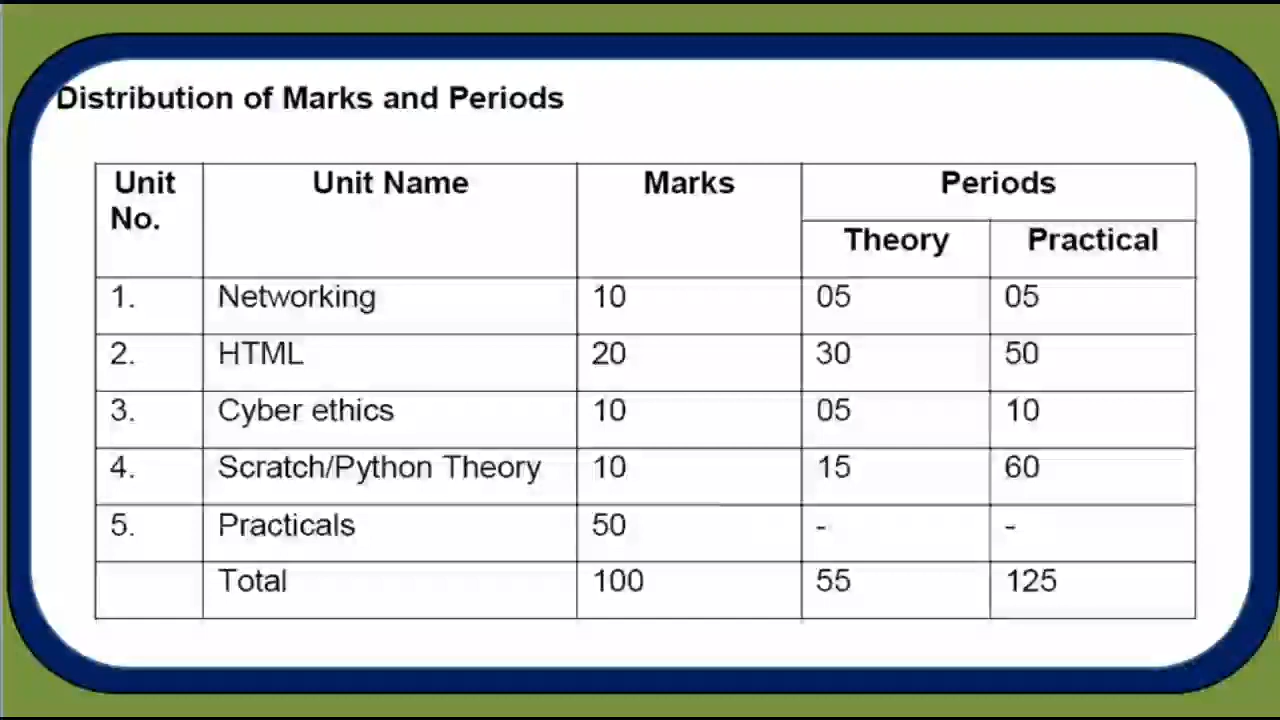 Distribution of Marks and Periods
Unit No. Unit Name Marks Periods
Theory Practical
1. Networking 10 05 05
2. HTML 20 30 50
3. Cyber ethics 10 05 10
4. Scratch/Python Theory 10 15 60
5. Practicals 50 - -
Total 100 55 125